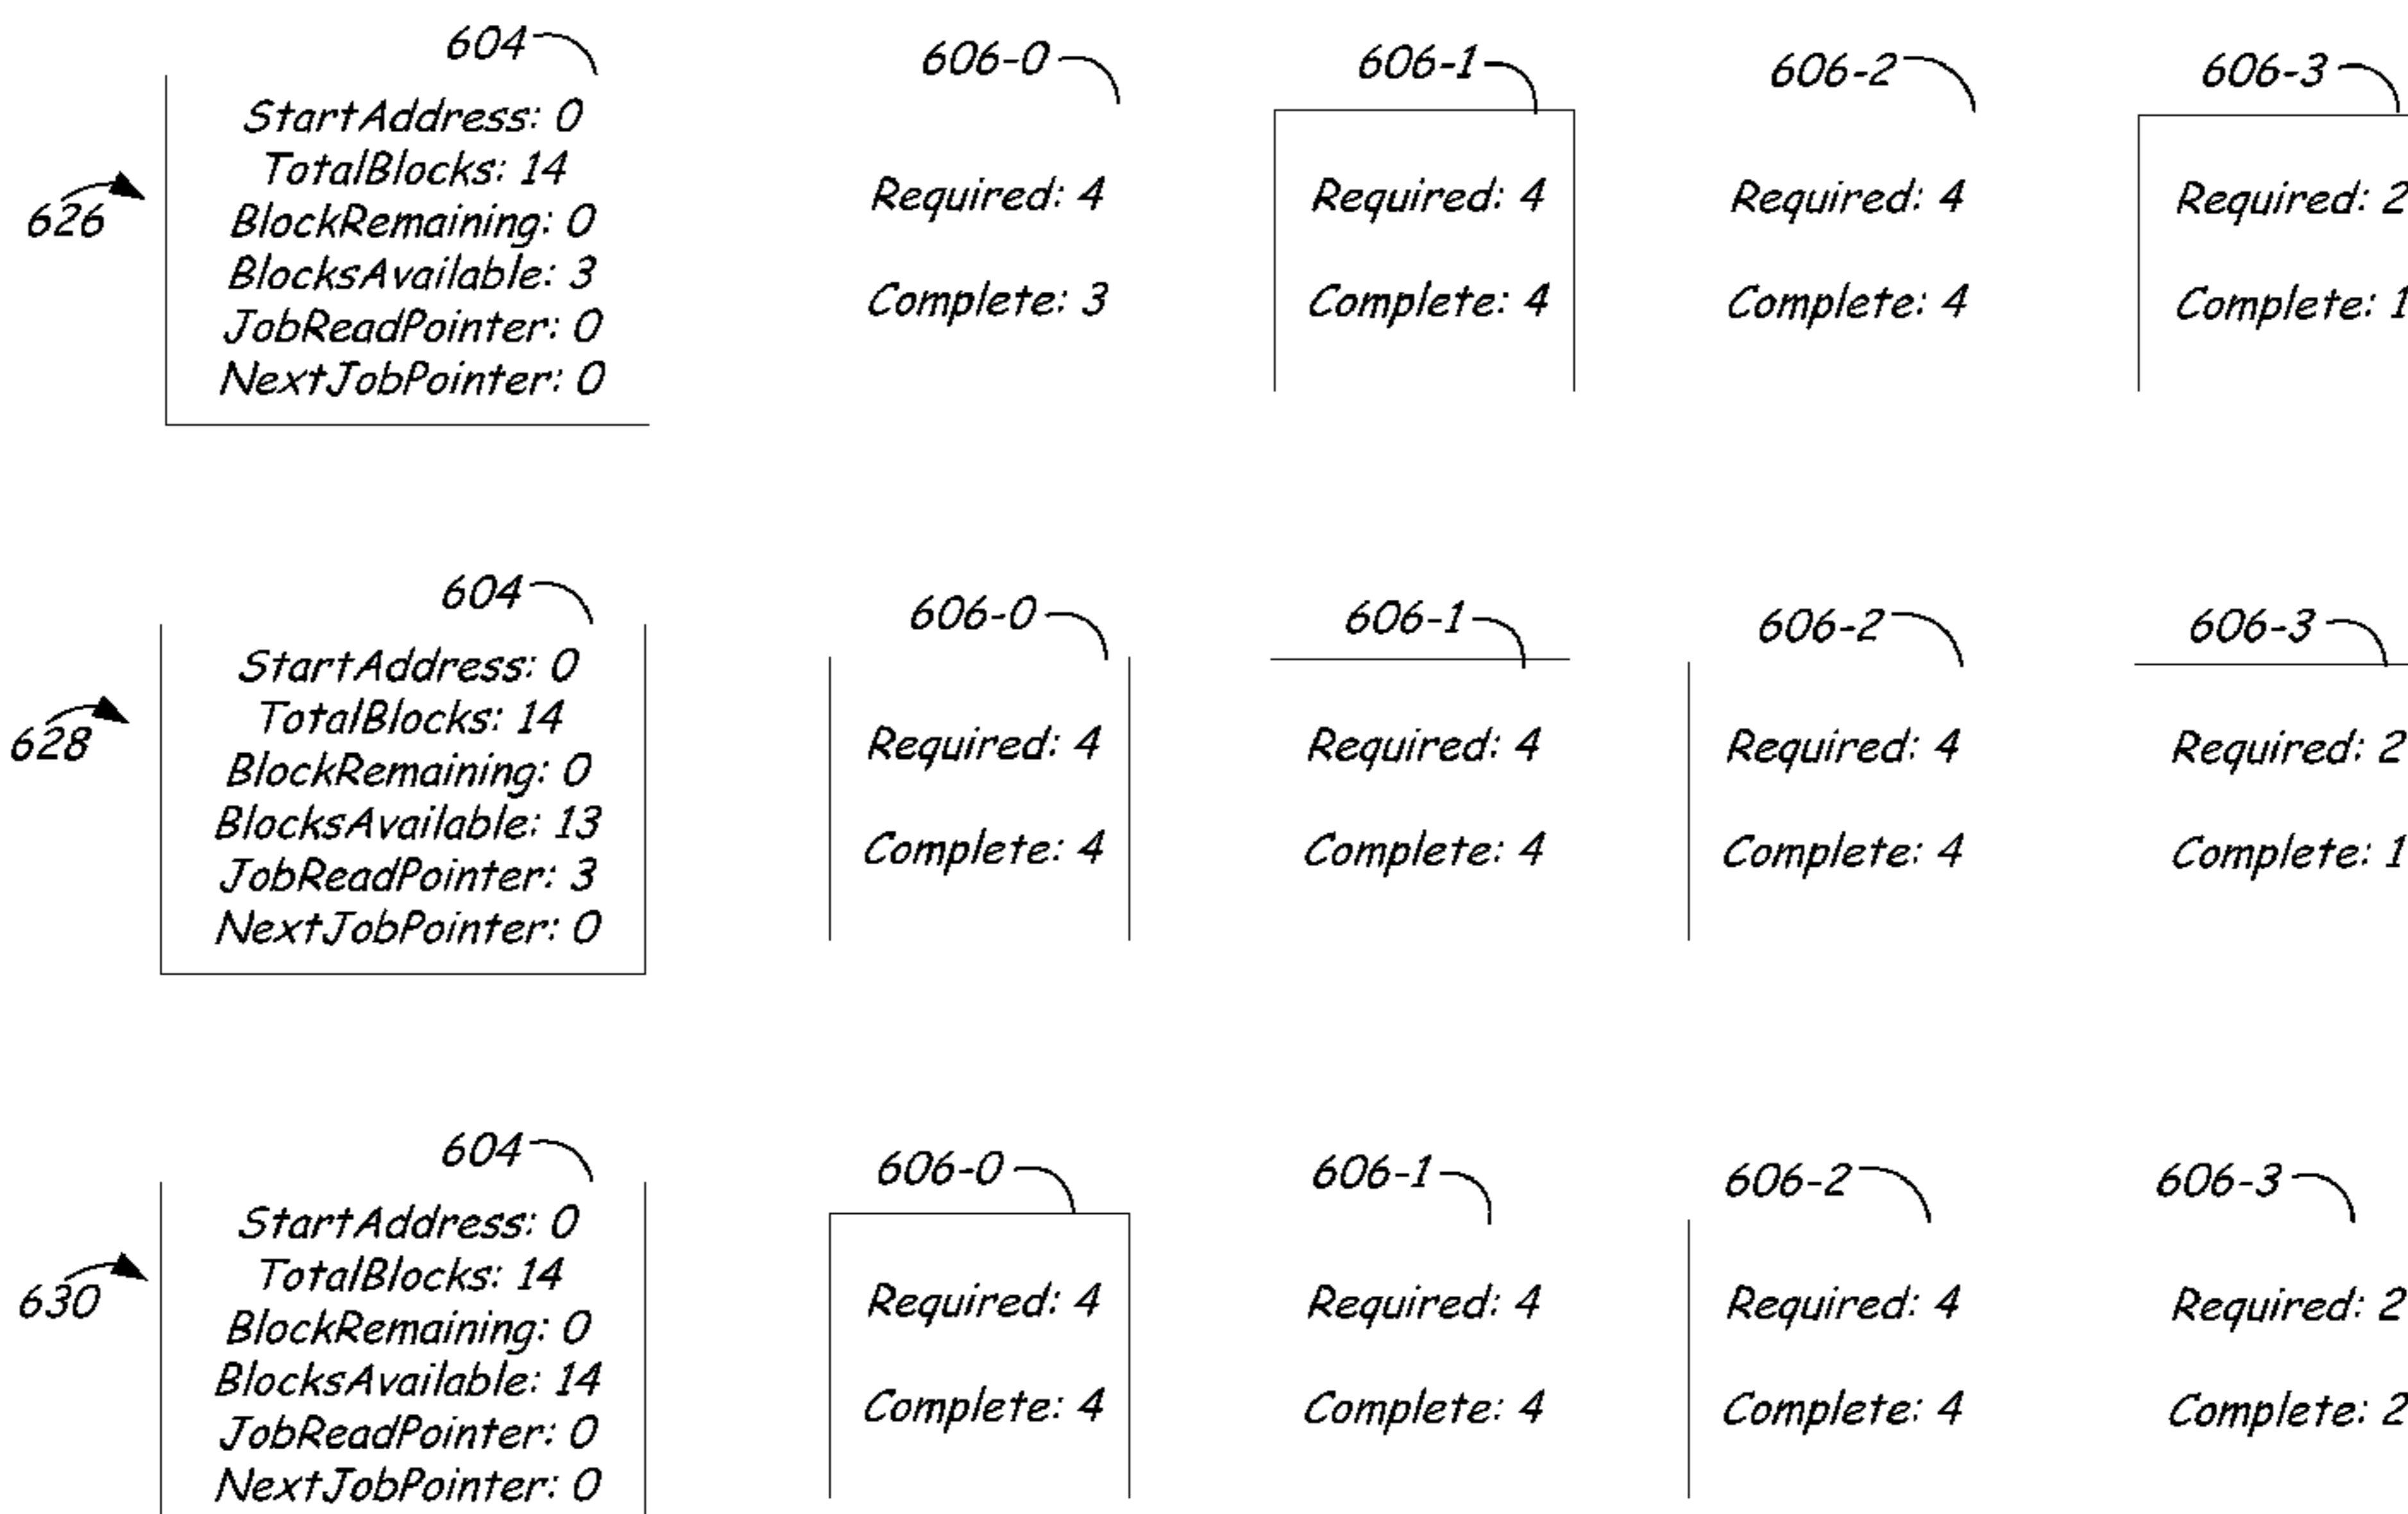 604
606-0
606-1
606-2
606-3
626
StartAddress: 0
TotalBlocks: 14
BlockRemaining: 0
BlocksAvailable: 3
JobReadPointer: 0
NextJobPointer: 0
Required: 4
Complete: 3
Required: 4
Complete: 4
Required: 4
Complete: 4
Required: 2
Complete: 1
604
606-0
606-1
606-2
606-3
628
StartAddress: 0
TotalBlocks: 14
BlockRemaining: 0
BlocksAvailable: 13
JobReadPointer: 3
NextJobPointer: 0
Required: 4
Complete: 4
Required: 4
Complete: 4
Required: 4
Complete: 4
Required: 2
Complete: 1
604
606-0
606-1
606-2
606-3
630
StartAddress: 0
TotalBlocks: 14
BlockRemaining: 0
BlocksAvailable: 14
JobReadPointer: 0
NextJobPointer: 0
Required: 4
Complete: 4
Required: 4
Complete: 4
Required: 4
Complete: 4
Required: 2
Complete: 2